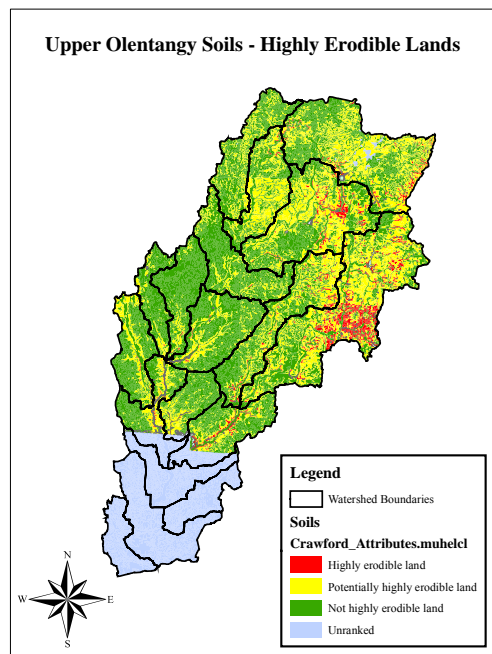 Upper Olentangy Soils - Highly Erodible Lands
Legend
Watershed Boundaries
Soils
Crawford_Attributes.muhelcl
Highly erodible land
Potentially highly erodible land
Not highly erodible land
Unranked
N
W E
S